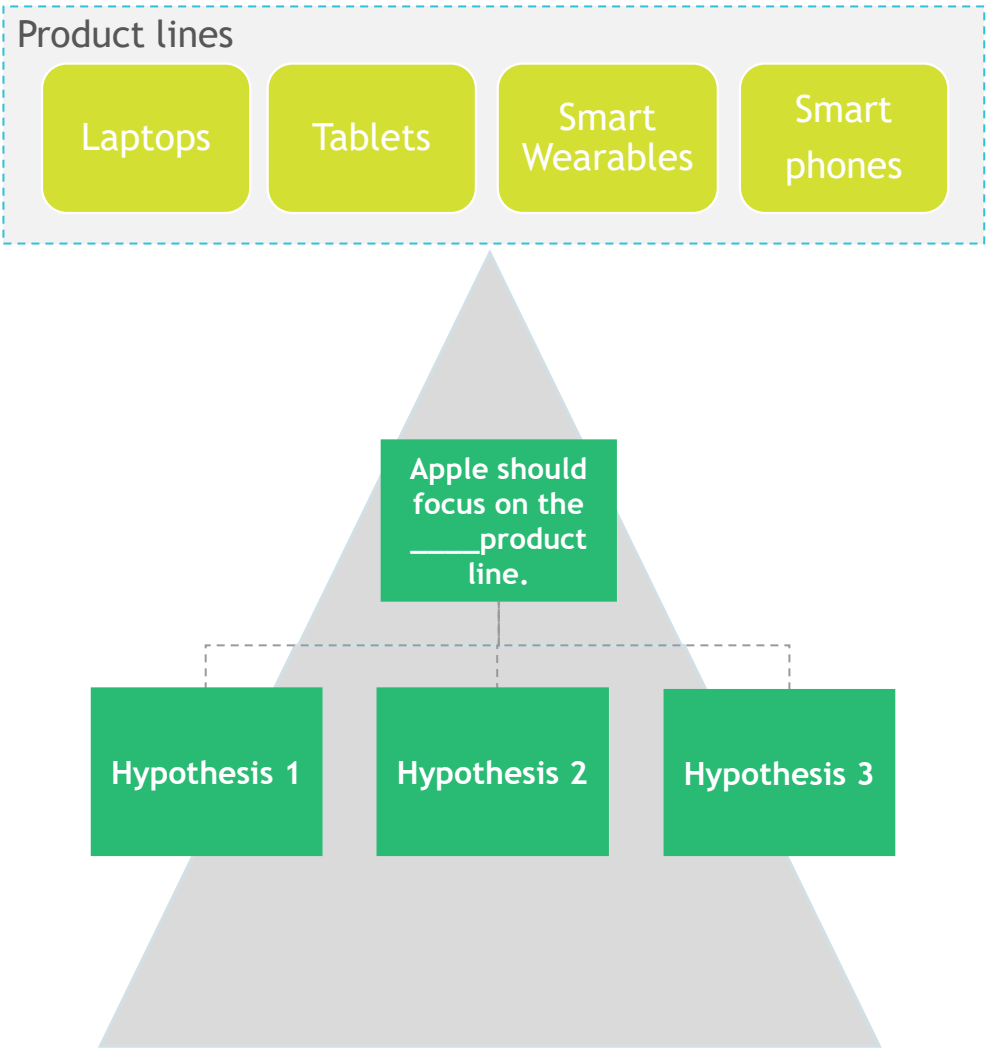 Product lines
Laptops
Tablets
Smart
Wearables
Smart
phones
Apple should
focus on the
____product
line.
Hypothesis 1
Hypothesis 2
Hypothesis 3